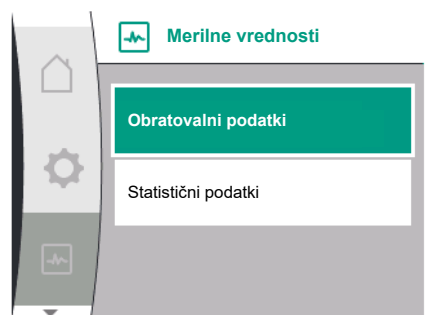 Merilne vrednosti
Obratovalni podatki
Statistični podatki